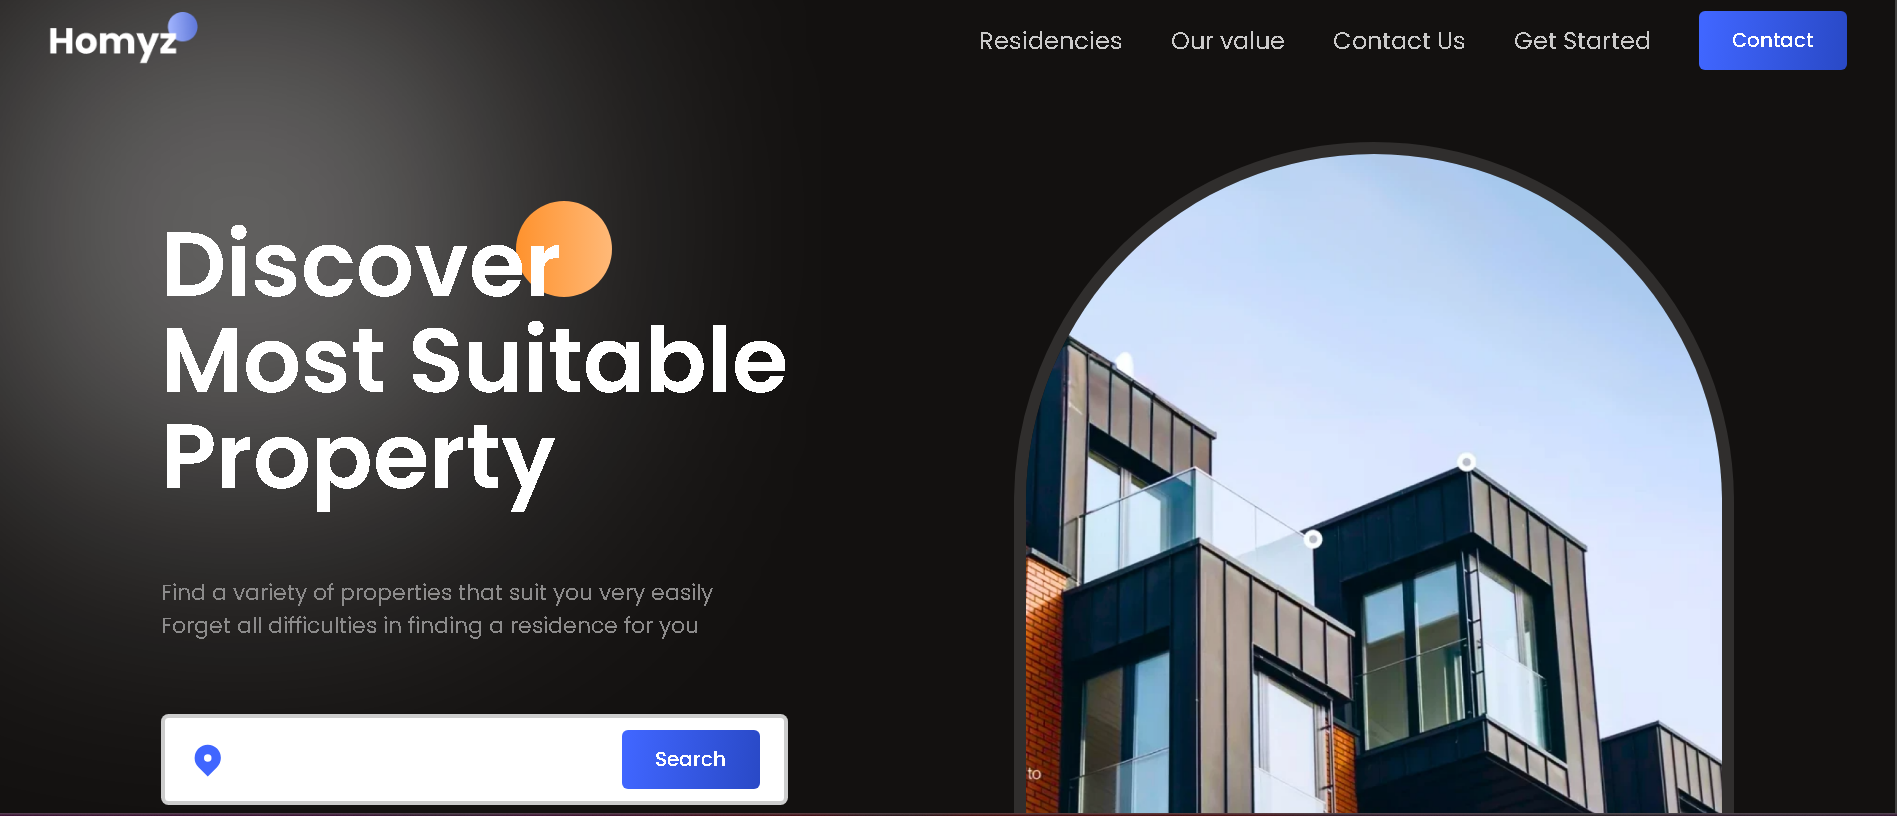 Homyz
Residencies
Our value
Contact Us
Get Started
Contact
Discover
Most Suitable
Property
Find a variety of properties that suit you very easily
Forget all difficulties in finding a residence for you
Search
to